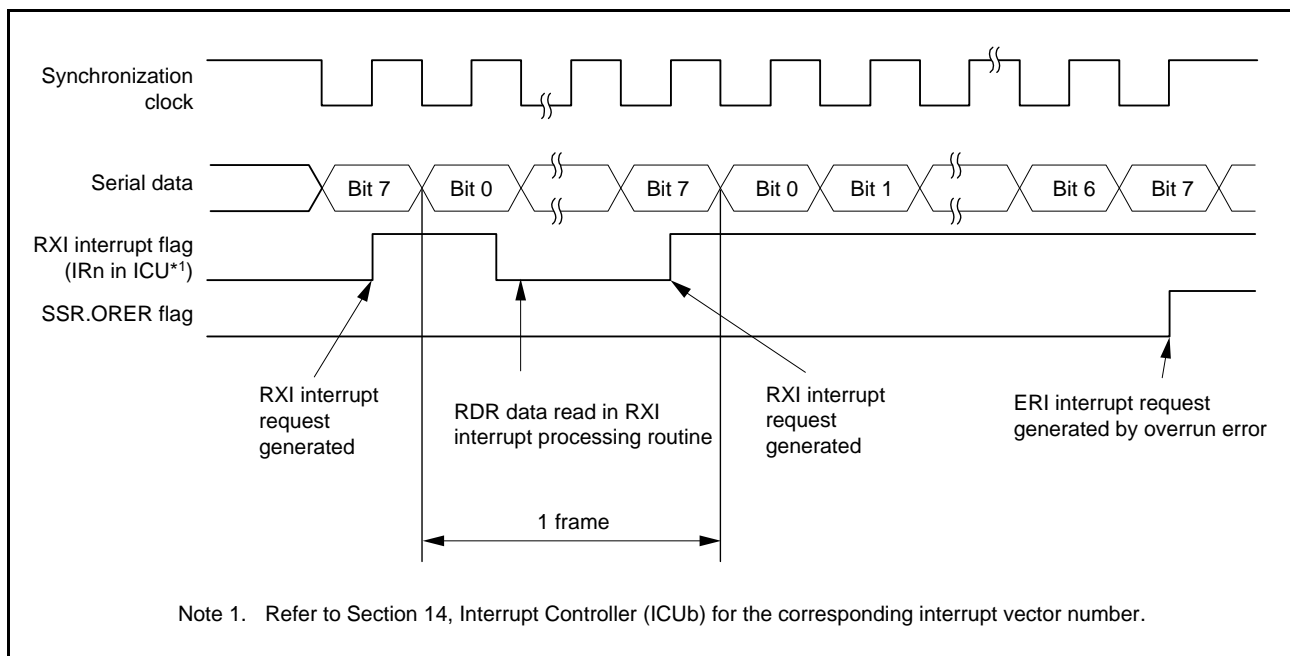 Synchronization
clock
Serial data
Bit 7
Bit 0
Bit 7
Bit 0
Bit 1
Bit 6
Bit 7
RXI interrupt flag
(IRn in ICU*1)
SSR.ORER flag
RXI interrupt
request
generated
RDR data read in RXI
interrupt processing routine
RXI interrupt
request
generated
ERI interrupt request
generated by overrun error
1 frame
Note 1. Refer to Section 14, Interrupt Controller (ICUb) for the corresponding interrupt vector number.